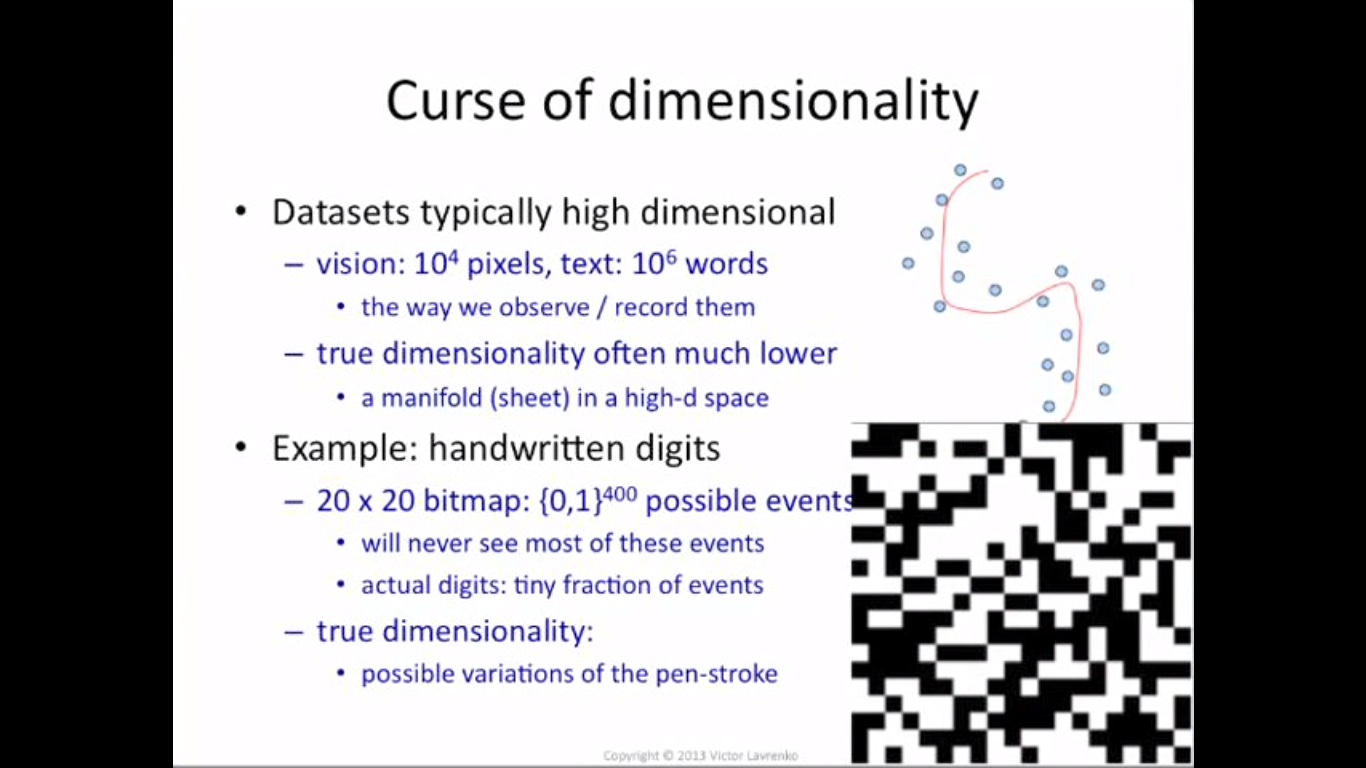 Curse of dimensionality
• Datasets typically high dimensional
– vision: 10⁴ pixels, text: 10⁶ words
• the way we observe / record them
– true dimensionality often much lower
• a manifold (sheet) in a high-d space
• Example: handwritten digits
– 20 x 20 bitmap: {0,1}⁴⁰⁰ possible events
• will never see most of these events
• actual digits: tiny fraction of events
– true dimensionality:
• possible variations of the pen-stroke
Copyright © 2013 Victor Lavrenko